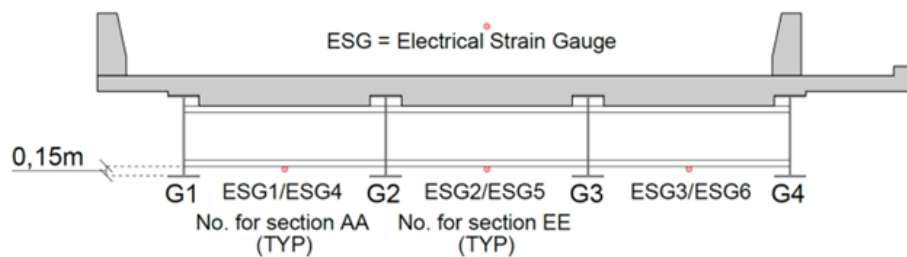 ESG = Electrical Strain Gauge
0,15m
G1 ESG1/ESG4 G2 ESG2/ESG5 G3 ESG3/ESG6 G4
No. for section AA No. for section EE
(TYP) (TYP)